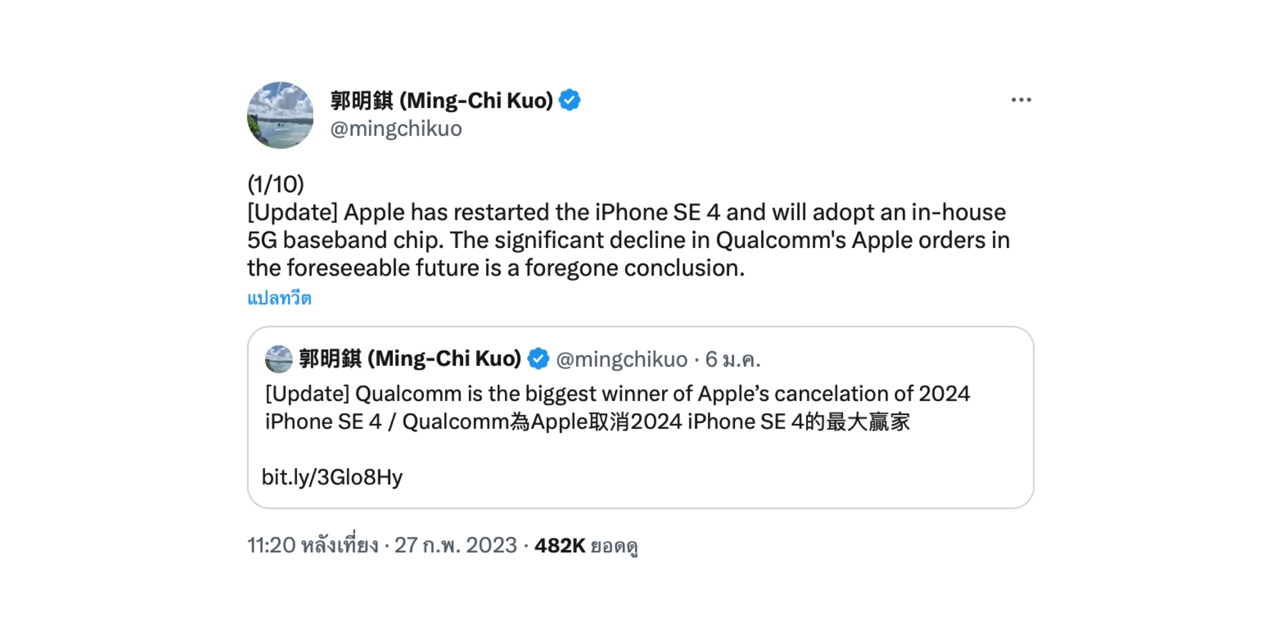 郭明錤 (Ming-Chi Kuo)
@mingchikuo
(1/10)
[Update] Apple has restarted the iPhone SE 4 and will adopt an in-house
5G baseband chip. The significant decline in Qualcomm's Apple orders in
the foreseeable future is a foregone conclusion.
แปลทวีต
郭明錤 (Ming-Chi Kuo) @mingchikuo · 6 ม.ค.
[Update] Qualcomm is the biggest winner of Apple’s cancelation of 2024
iPhone SE 4 / Qualcomm為Apple取消2024 iPhone SE 4的最大贏家
bit.ly/3Glo8Hy
11:20 หลังเที่ยง · 27 ก.พ. 2023 · 482K ยอดดู